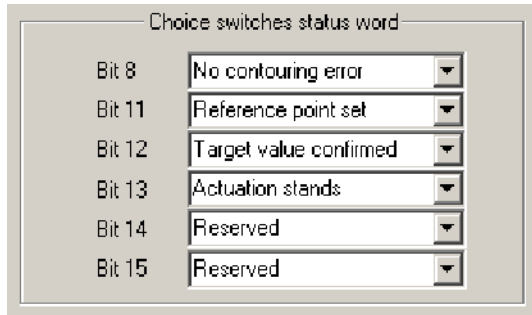 Choice switches status word
Bit 8 No contouring error
Bit 11 Reference point set
Bit 12 Target value confirmed
Bit 13 Actuation stands
Bit 14 Reserved
Bit 15 Reserved